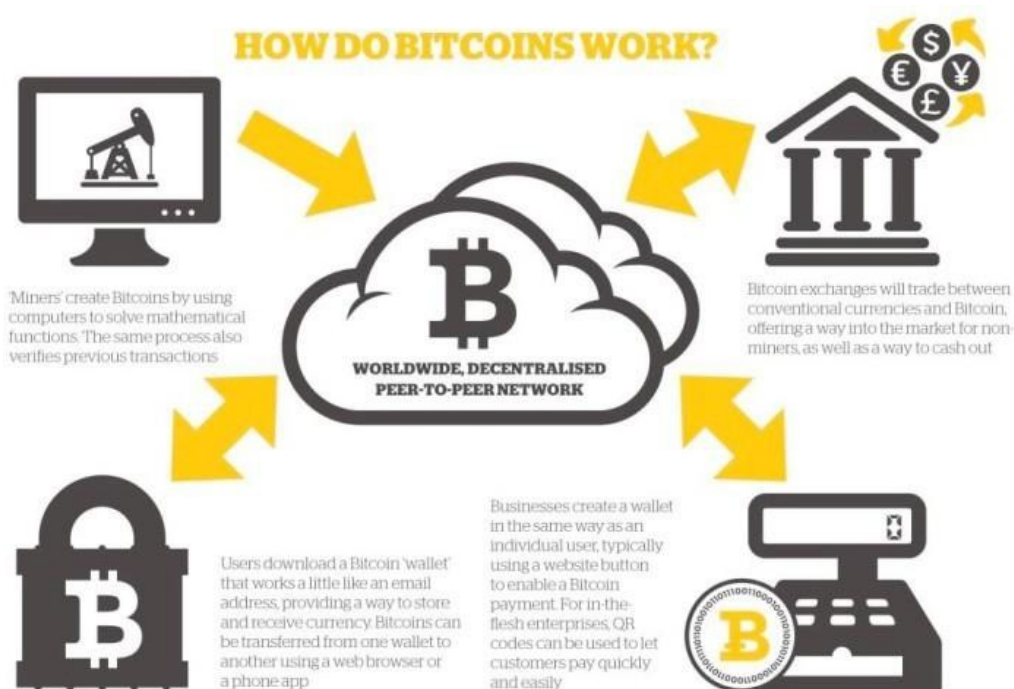 HOW DO BITCOINS WORK?
$
€
¥
£
'Miners' create Bitcoins by using
computers to solve mathematical
functions. The same process also
verifies previous transactions
WORLDWIDE, DECENTRALISED
PEER-TO-PEER NETWORK
Bitcoin exchanges will trade between
conventional currencies and Bitcoin,
offering a way into the market for non-
miners, as well as a way to cash out
Users download a Bitcoin 'wallet'
that works a little like an email
address, providing a way to store
and receive currency. Bitcoins can
be transferred from one wallet to
another using a web browser or
a phone app
Businesses create a wallet
in the same way as an
individual user, typically
using a website button
to enable a Bitcoin
payment. For in-the-
flesh enterprises, QR
codes can be used to let
customers pay quickly
and easily
0